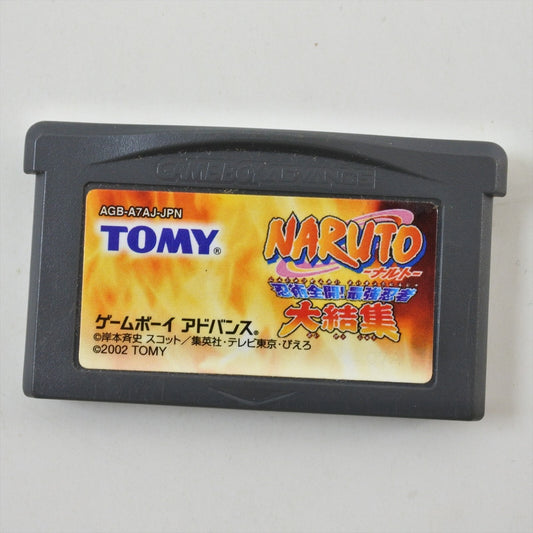 GAME BOY ADVANCE
AGB-A7AJ-JPN
TOMY®
NARUTO
ーナルトー
忍術全開!最強忍者
大結集
ゲームボーイ アドバンス®
©岸本斉史 スコット/集英社・テレビ東京・ぴえろ
©2002 TOMY